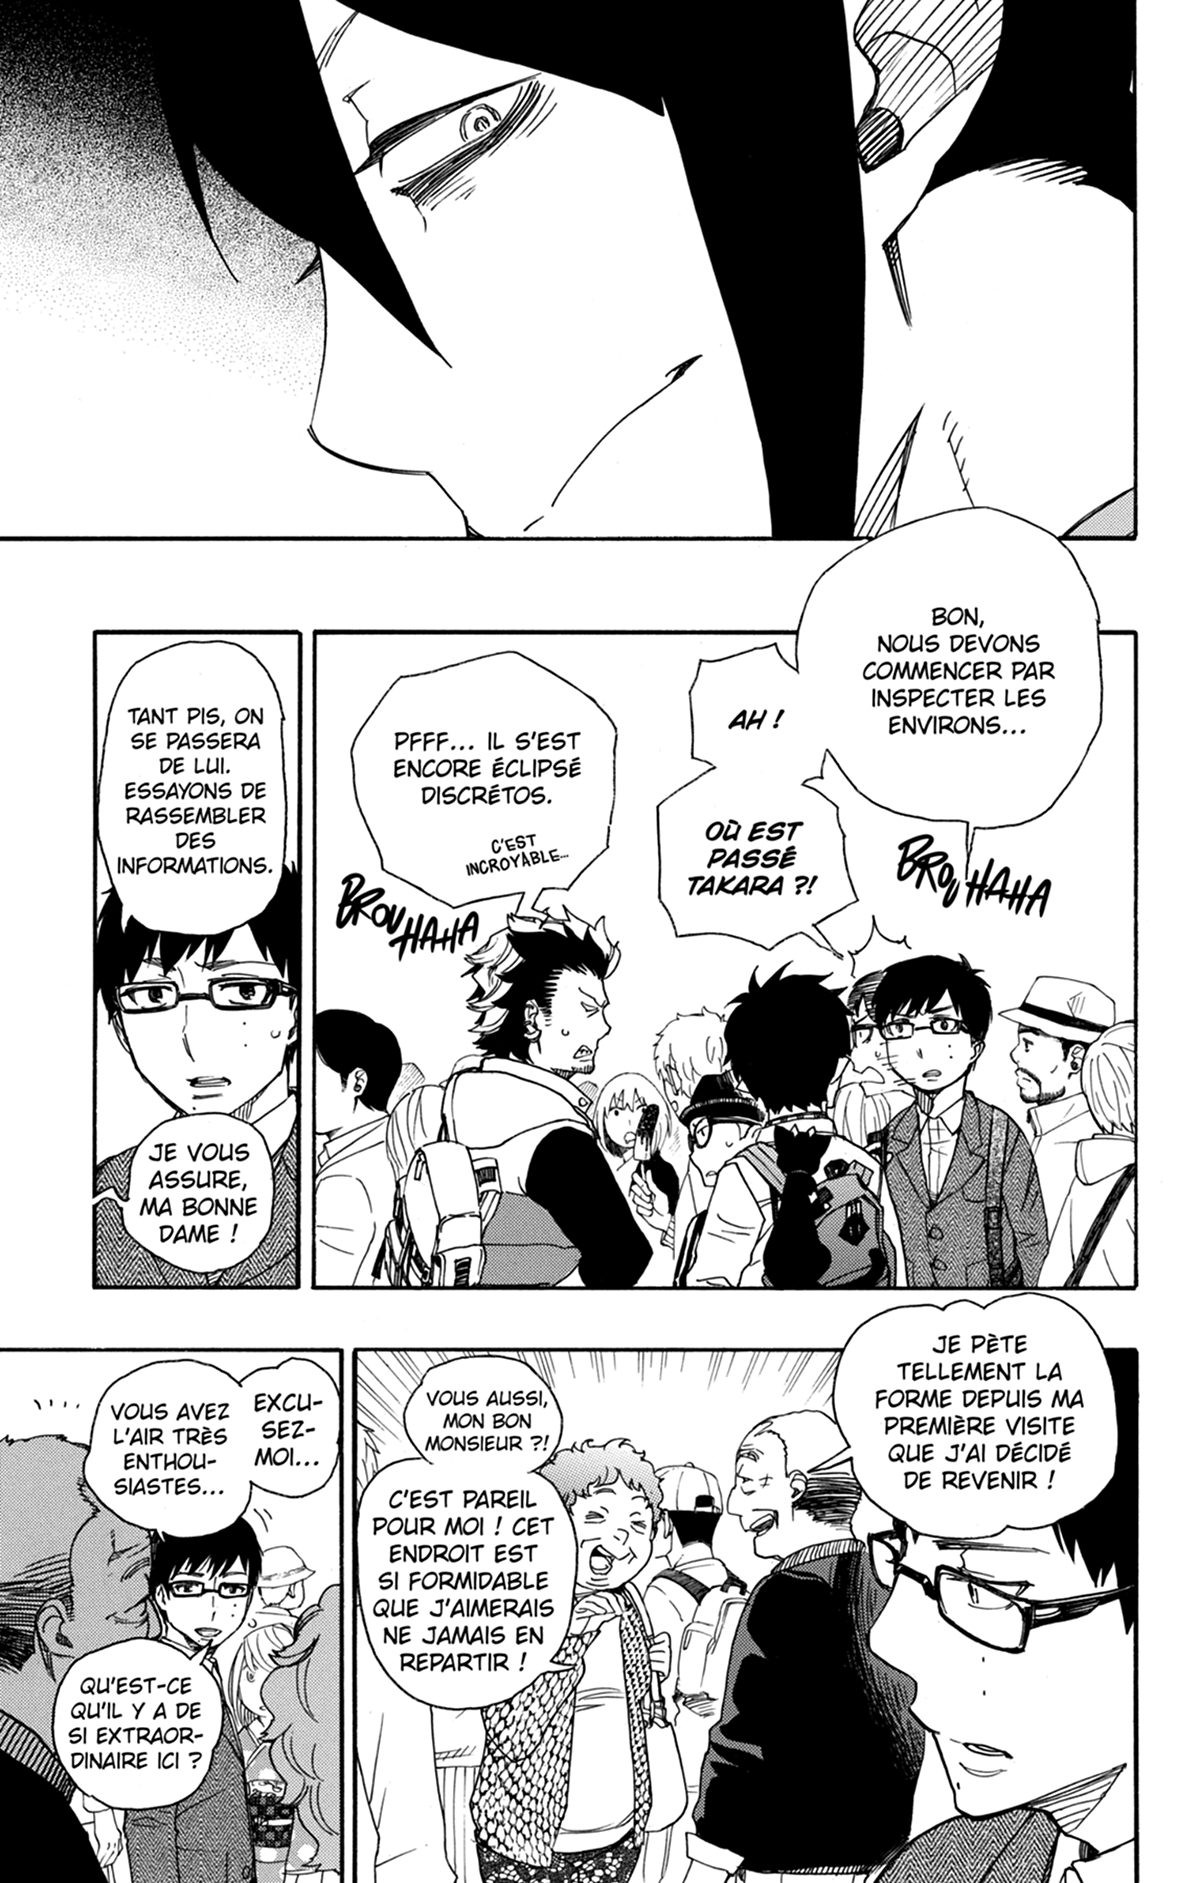 BON,
NOUS DEVONS
COMMENCER PAR
INSPECTER LES
ENVIRONS...
AH !
OÙ EST
PASSÉ
TAKARA ?!
BROUHAHA
PFFF... IL S'EST
ENCORE ÉCLIPSÉ
DISCRÉTOS.
C'EST
INCROYABLE...
BROUHAHA
TANT PIS, ON
SE PASSERA
DE LUI.
ESSAYONS DE
RASSEMBLER
DES
INFORMATIONS.
JE VOUS
ASSURE,
MA BONNE
DAME !
JE PÈTE
TELLEMENT LA
FORME DEPUIS MA
PREMIÈRE VISITE
QUE J'AI DÉCIDÉ
DE REVENIR !
VOUS AUSSI,
MON BON
MONSIEUR ?!
C'EST PAREIL
POUR MOI ! CET
ENDROIT EST
SI FORMIDABLE
QUE J'AIMERAIS
NE JAMAIS EN
REPARTIR !
EXCU-
SEZ-
MOI...
VOUS AVEZ
L'AIR TRÈS
ENTHOU-
SIASTES...
QU'EST-CE
QU'IL Y A DE
SI EXTRAOR-
DINAIRE ICI ?